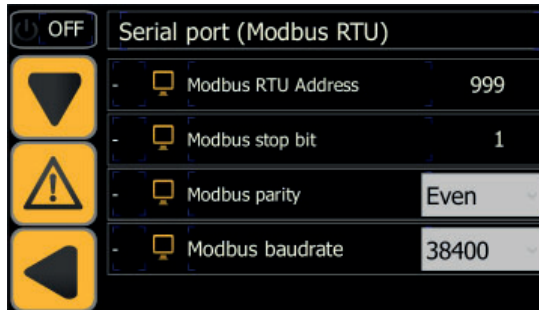 OFF
Serial port (Modbus RTU)
- Modbus RTU Address 999
- Modbus stop bit 1
- Modbus parity Even
- Modbus baudrate 38400